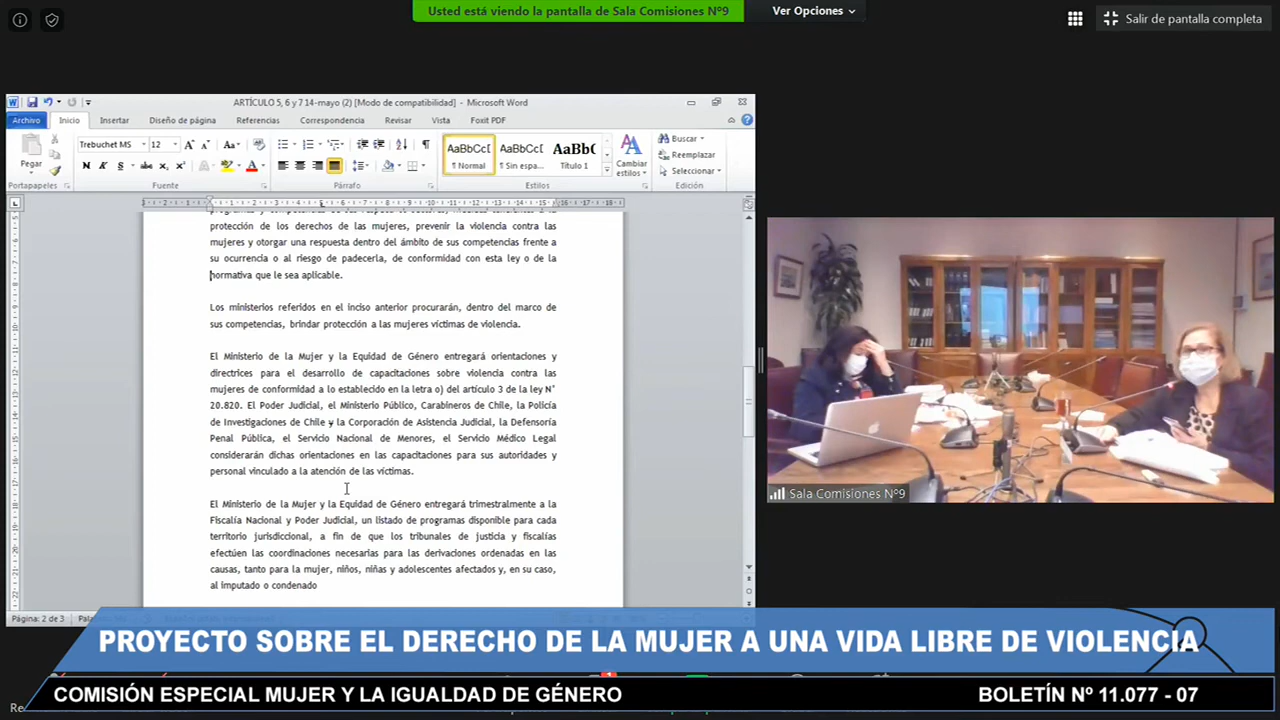 Usted está viendo la pantalla de Sala Comisiones Nº9
Ver Opciones
Salir de pantalla completa
ARTÍCULO 5, 6 y 7 14-mayo (2) [Modo de compatibilidad] - Microsoft Word
Archivo
Inicio
Insertar
Diseño de página
Referencias
Correspondencia
Revisar
Vista
Foxit PDF
Trebuchet MS
12
Pegar
Portapapeles
Fuente
Párrafo
AaBbCcD
¶ Normal
AaBbCcD
¶ Sin espa...
AaBbC
Título 1
Cambiar
estilos
Estilos
Buscar
Reemplazar
Seleccionar
Edición
protección de los derechos de las mujeres, prevenir la violencia contra las
mujeres y otorgar una respuesta dentro del ámbito de sus competencias frente a
su ocurrencia o al riesgo de padecerla, de conformidad con esta ley o de la
normativa que le sea aplicable.
Los ministerios referidos en el inciso anterior procurarán, dentro del marco de
sus competencias, brindar protección a las mujeres víctimas de violencia.
El Ministerio de la Mujer y la Equidad de Género entregará orientaciones y
directrices para el desarrollo de capacitaciones sobre violencia contra las
mujeres de conformidad a lo establecido en la letra o) del artículo 3 de la ley N°
20.820. El Poder Judicial, el Ministerio Público, Carabineros de Chile, la Policía
de Investigaciones de Chile y la Corporación de Asistencia Judicial, la Defensoría
Penal Pública, el Servicio Nacional de Menores, el Servicio Médico Legal
considerarán dichas orientaciones en las capacitaciones para sus autoridades y
personal vinculado a la atención de las víctimas.
El Ministerio de la Mujer y la Equidad de Género entregará trimestralmente a la
Fiscalía Nacional y Poder Judicial, un listado de programas disponible para cada
territorio jurisdiccional, a fin de que los tribunales de justicia y fiscalías
efectúen las coordinaciones necesarias para las derivaciones ordenadas en las
causas, tanto para la mujer, niños, niñas y adolescentes afectados y, en su caso,
al imputado o condenado
Página: 2 de 3
Sala Comisiones Nº9
PROYECTO SOBRE EL DERECHO DE LA MUJER A UNA VIDA LIBRE DE VIOLENCIA
COMISIÓN ESPECIAL MUJER Y LA IGUALDAD DE GÉNERO
BOLETÍN Nº 11.077 - 07